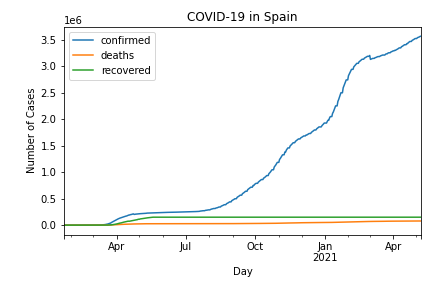 COVID-19 in Spain
1e6
confirmed
deaths
recovered
3.5
3.0
2.5
2.0
1.5
1.0
0.5
0.0
Number of Cases
Apr Jul Oct Jan Apr
2021
Day